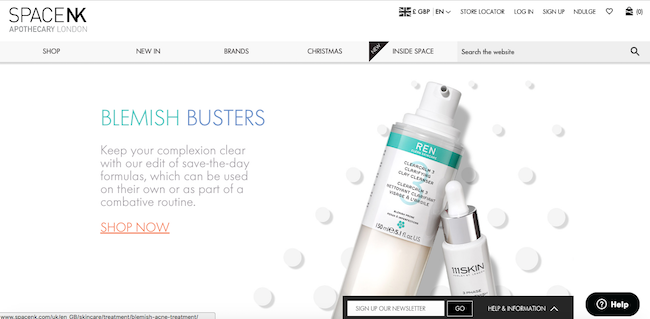 SPACENK
APOTHECARY LONDON
£ GBP EN STORE LOCATOR LOG IN SIGN UP NDULGE (0)
SHOP NEW IN BRANDS CHRISTMAS NEW INSIDE SPACE Search the website
BLEMISH BUSTERS
Keep your complexion clear
with our edit of save-the-day
formulas, which can be used
on their own or as part of a
combative routine.
SHOP NOW
REN
CLEARCALM 3
CLARIFYING
CLAY CLEANSER
CLEARCALM 3
NETTOYANT CLARIFIANT
VISAGE À L'ARGILE
150 ml e 5.1 fl.oz. US
111SKIN
SIGN UP OUR NEWSLETTER GO HELP & INFORMATION
Help
www.spacenk.com/uk/en_GB/skincare/treatment/blemish-acne-treatment/